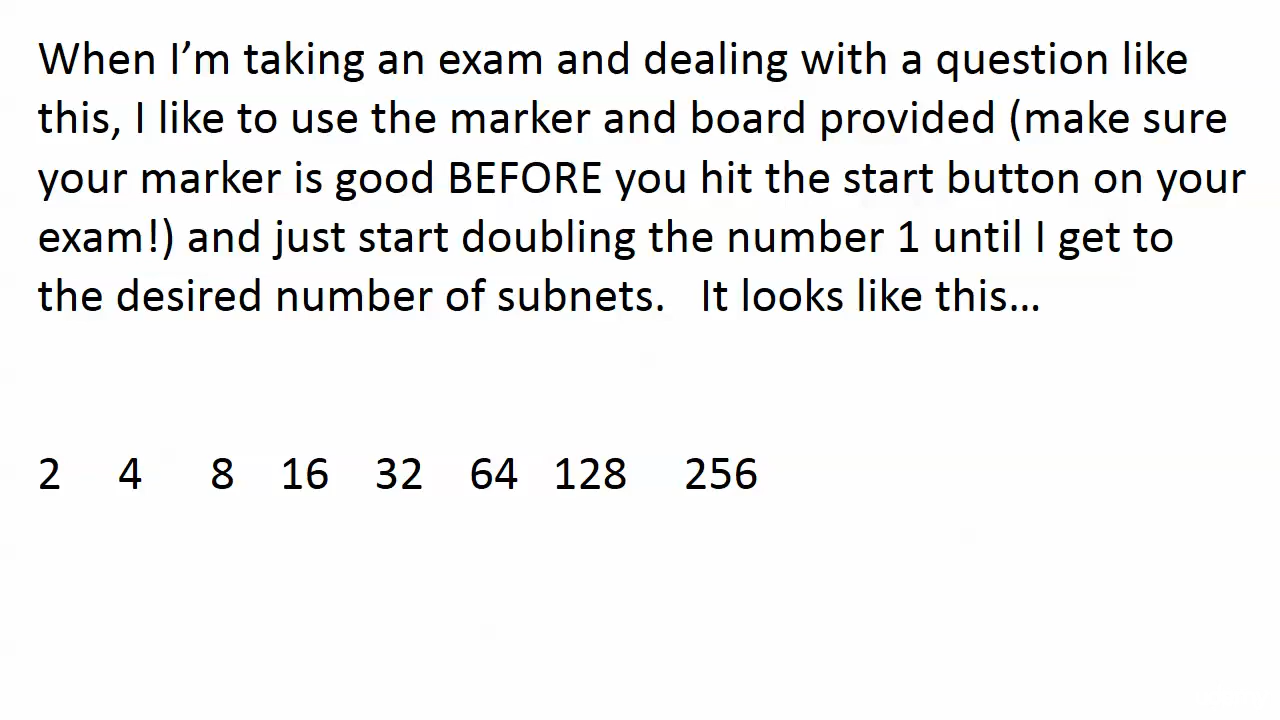 When I’m taking an exam and dealing with a question like
this, I like to use the marker and board provided (make sure
your marker is good BEFORE you hit the start button on your
exam!) and just start doubling the number 1 until I get to
the desired number of subnets. It looks like this…
2 4 8 16 32 64 128 256